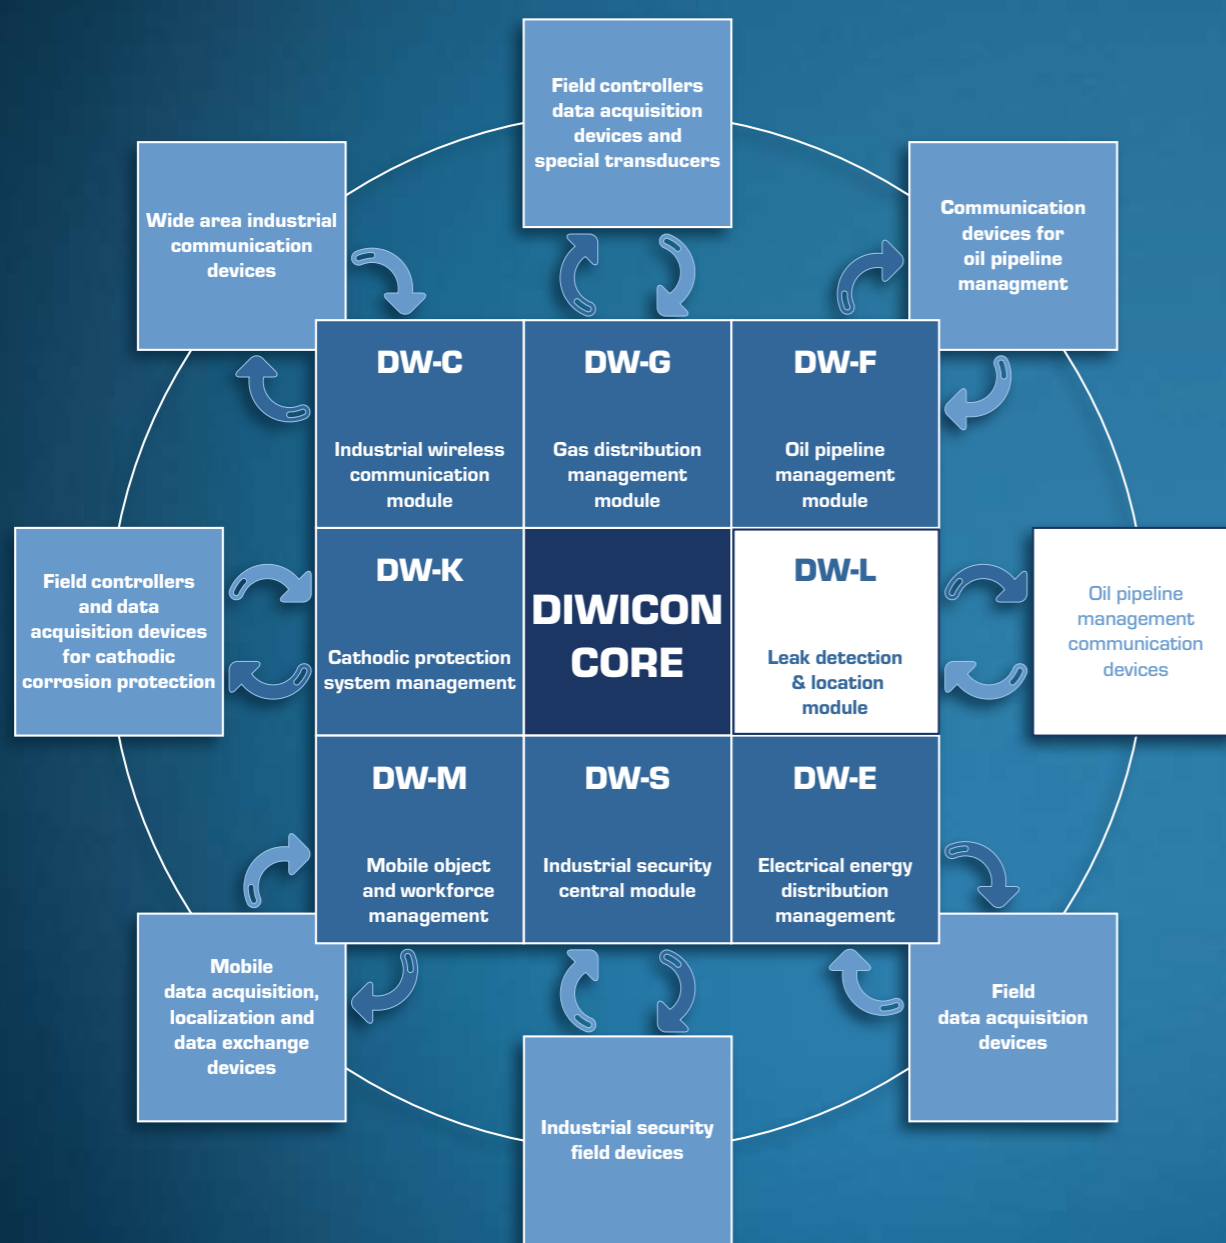 Field controllers
data acquisition
devices and
special transducers
Wide area industrial
communication
devices
Communication
devices for
oil pipeline
managment
DW-C
Industrial wireless
communication
module
DW-G
Gas distribution
management
module
DW-F
Oil pipeline
management
module
Field controllers
and data
acquisition devices
for cathodic
corrosion protection
DW-K
Cathodic protection
system management
DIWICON
CORE
DW-L
Leak detection
& location
module
Oil pipeline
management
communication
devices
DW-M
Mobile object
and workforce
management
DW-S
Industrial security
central module
DW-E
Electrical energy
distribution
management
Mobile
data acquisition,
localization and
data exchange
devices
Industrial security
field devices
Field
data acquisition
devices